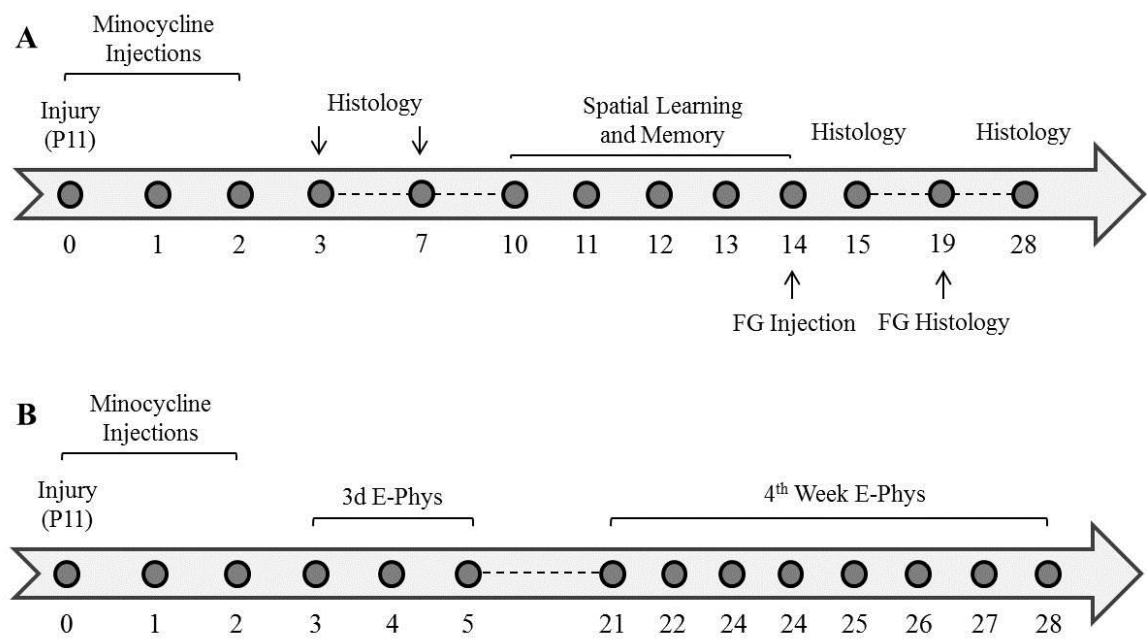 A
Minocycline
Injections
Injury
(P11)
Histology
Spatial Learning
and Memory
Histology
Histology
0 1 2 3 7 10 11 12 13 14 15 19 28
FG Injection FG Histology
B
Minocycline
Injections
Injury
(P11)
3d E-Phys
4th Week E-Phys
0 1 2 3 4 5 21 22 24 24 25 26 27 28